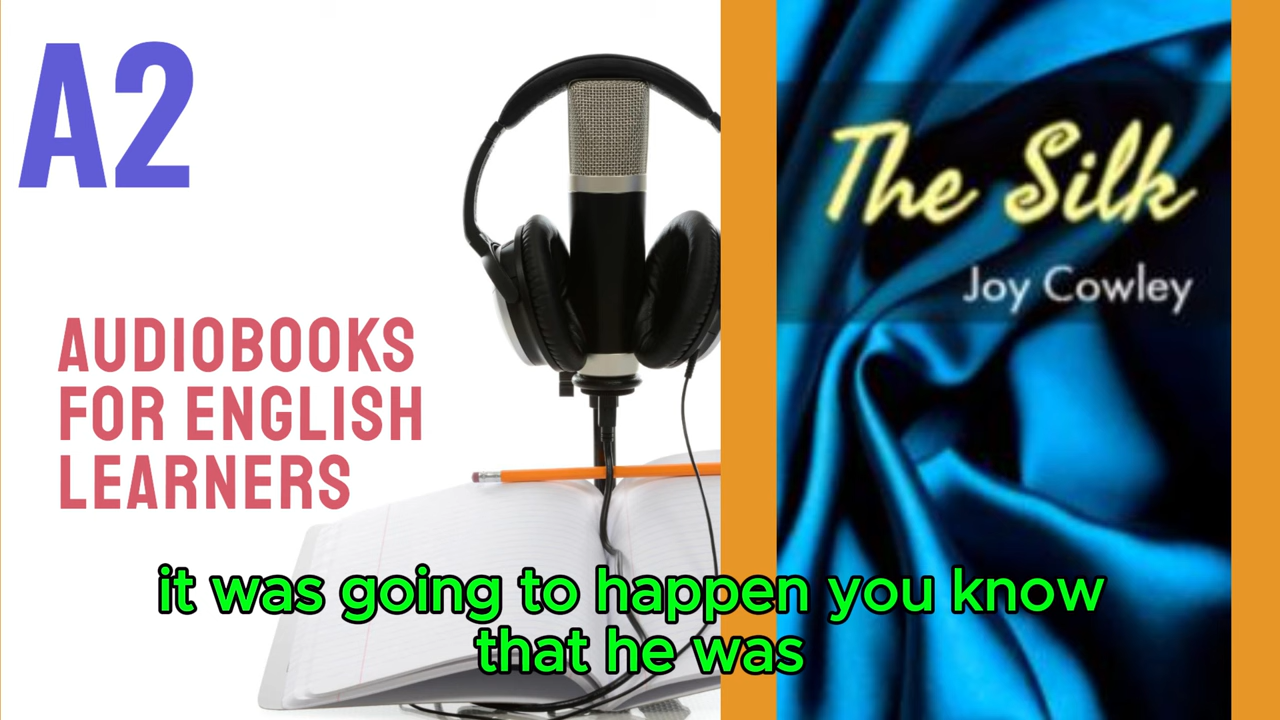 A2
AUDIOBOOKS
FOR ENGLISH
LEARNERS
The Silk
Joy Cowley
it was going to happen you know
that he was